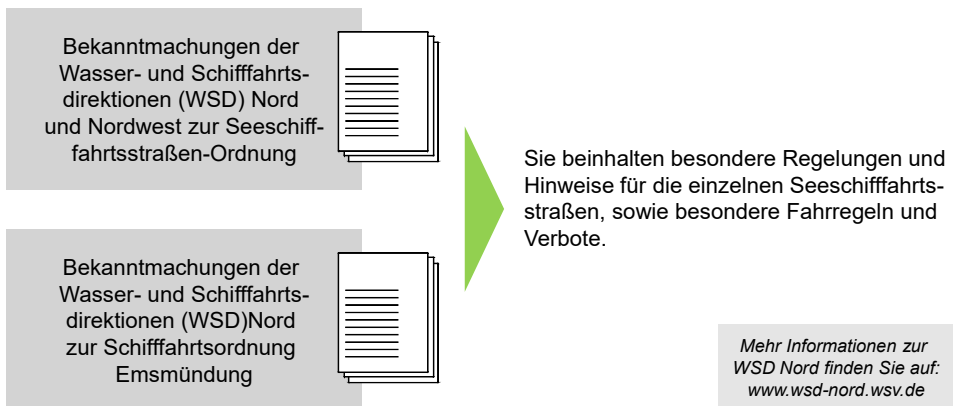 Bekanntmachungen der
Wasser- und Schifffahrts-
direktionen (WSD) Nord
und Nordwest zur Seeschiff-
fahrtsstraßen-Ordnung
Sie beinhalten besondere Regelungen und
Hinweise für die einzelnen Seeschifffahrts-
straßen, sowie besondere Fahrregeln und
Verbote.
Bekanntmachungen der
Wasser- und Schifffahrts-
direktionen (WSD)Nord
zur Schifffahrtsordnung
Emsmündung
Mehr Informationen zur
WSD Nord finden Sie auf:
www.wsd-nord.wsv.de